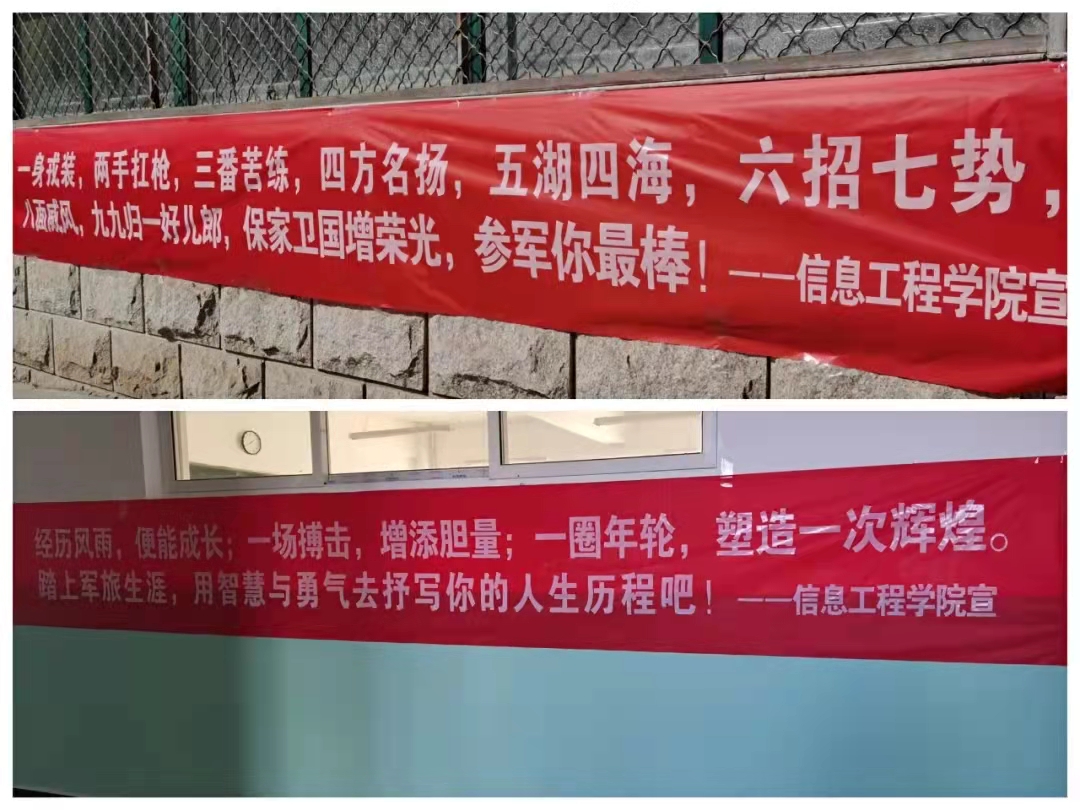 一身戎装，两手扛枪，三番苦练，四方名扬，五湖四海，六招七势，
八面威风，九九归一好儿郎，保家卫国增荣光，参军你最棒！——信息工程学院宣
经历风雨，便能成长；一场搏击，增添胆量；一圈年轮，塑造一次辉煌。
踏上军旅生涯，用智慧与勇气去抒写你的人生历程吧！——信息工程学院宣